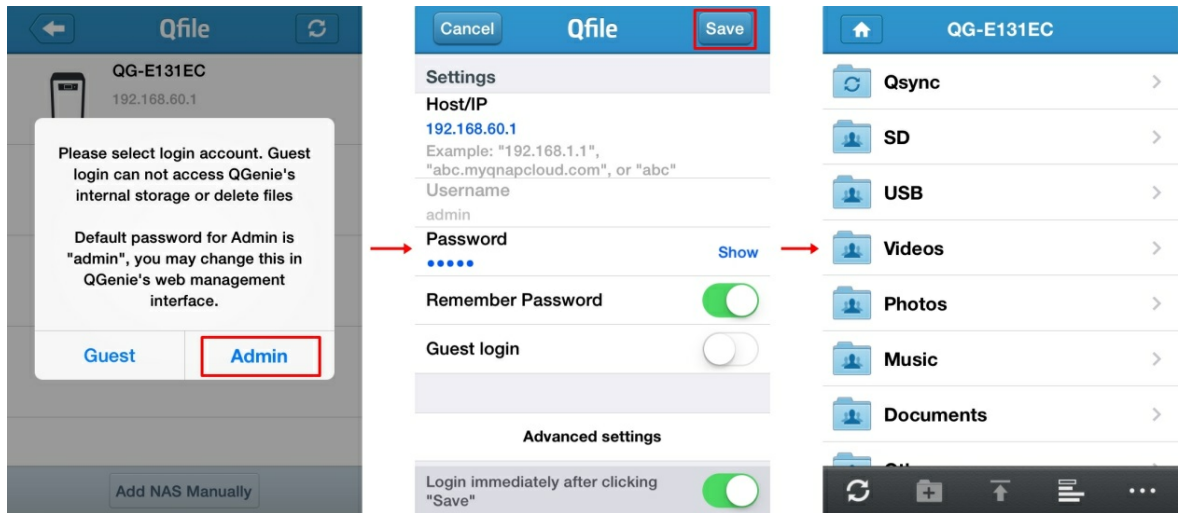 Qfile
QG-E131EC
192.168.60.1
Please select login account. Guest
login can not access QGenie's
internal storage or delete files
Default password for Admin is
"admin", you may change this in
QGenie's web management
interface.
Guest
Admin
Add NAS Manually
Cancel
Qfile
Save
Settings
Host/IP
192.168.60.1
Example: "192.168.1.1",
"abc.myqnapcloud.com", or "abc"
Username
admin
Password
•••••
Show
Remember Password
Guest login
Advanced settings
Login immediately after clicking
"Save"
QG-E131EC
Qsync
SD
USB
Videos
Photos
Music
Documents